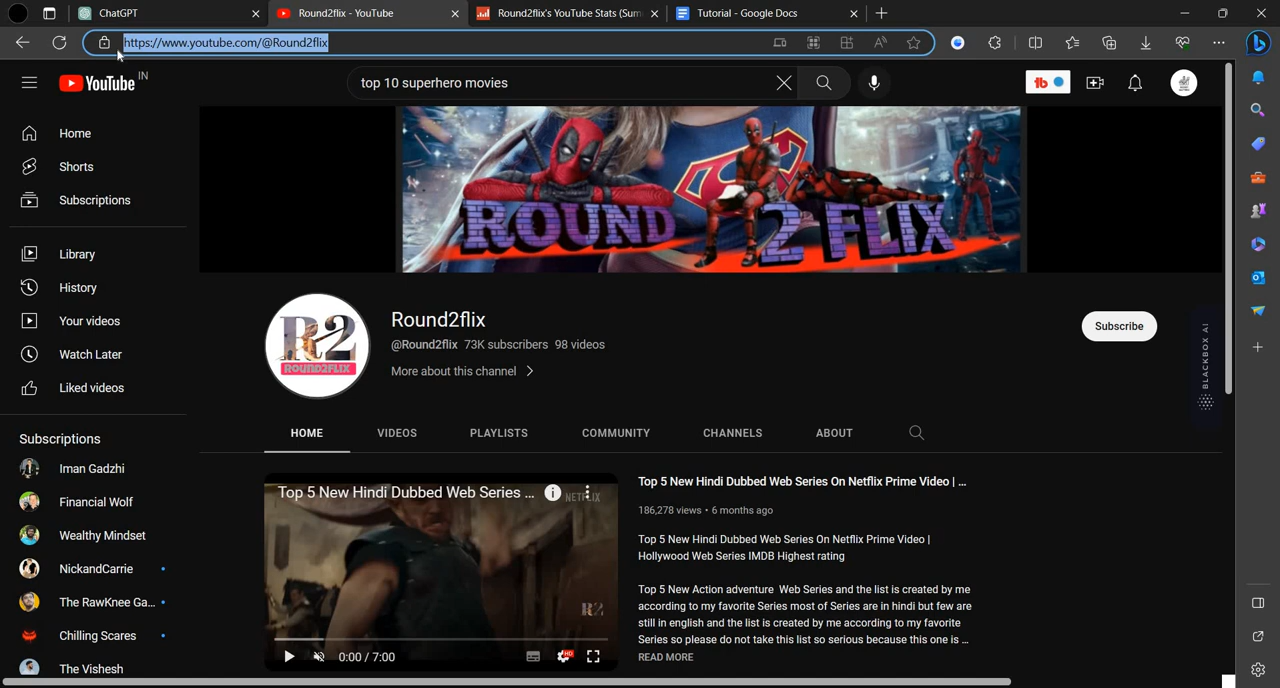 ChatGPT
Round2flix - YouTube
Round2flix's YouTube Stats (Sum
Tutorial - Google Docs
https://www.youtube.com/@Round2flix
YouTube IN
top 10 superhero movies
tb
Home
Shorts
Subscriptions
Library
History
Your videos
Watch Later
Liked videos
Subscriptions
Iman Gadzhi
Financial Wolf
Wealthy Mindset
NickandCarrie
The RawKnee Ga...
Chilling Scares
The Vishesh
ROUND 2 FLIX
R2
ROUND2FLIX
Round2flix
@Round2flix 73K subscribers 98 videos
More about this channel
Subscribe
BLACKBOX AI
HOME
VIDEOS
PLAYLISTS
COMMUNITY
CHANNELS
ABOUT
Top 5 New Hindi Dubbed Web Series ...
NETFLIX
R2
0:00 / 7:00
HD
Top 5 New Hindi Dubbed Web Series On Netflix Prime Video | ...
186,278 views • 6 months ago
Top 5 New Hindi Dubbed Web Series On Netflix Prime Video |
Hollywood Web Series IMDB Highest rating
Top 5 New Action adventure Web Series and the list is created by me
according to my favorite Series most of Series are in hindi but few are
still in english and the list is created by me according to my favorite
Series so please do not take this list so serious because this one is ...
READ MORE